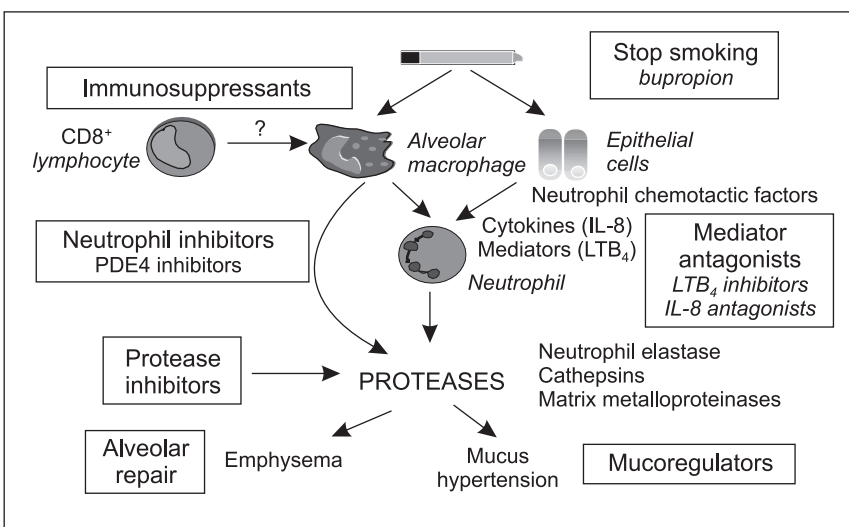 Stop smoking
bupropion
Immunosuppressants
CD8+
lymphocyte
?
Alveolar
macrophage
Epithelial
cells
Neutrophil chemotactic factors
Cytokines (IL-8)
Mediators (LTB4)
Neutrophil
Neutrophil inhibitors
PDE4 inhibitors
Mediator
antagonists
LTB4 inhibitors
IL-8 antagonists
Protease
inhibitors
PROTEASES
Neutrophil elastase
Cathepsins
Matrix metalloproteinases
Alveolar
repair
Emphysema
Mucus
hypertension
Mucoregulators